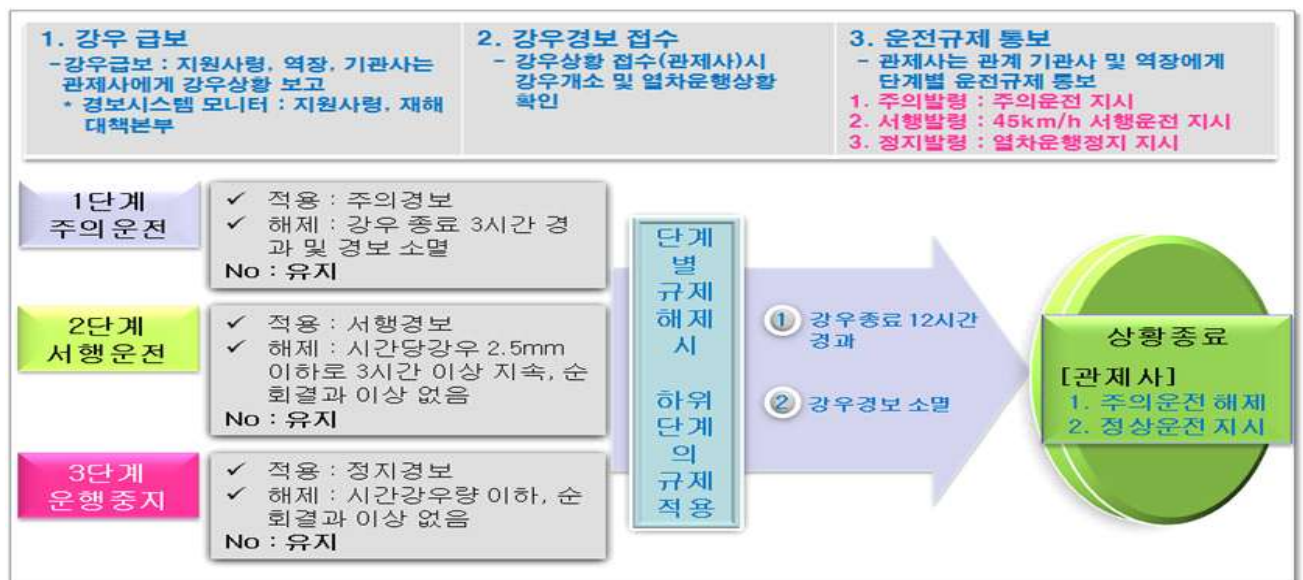 1. 강우 급보
-강우급보 : 지원사령, 역장, 기관사는
관제사에게 강우상황 보고
* 경보시스템 모니터 : 지원사령, 재해
대책본부
2. 강우경보 접수
- 강우상황 접수(관제사)시
강우개소 및 열차운행상황
확인
3. 운전규제 통보
- 관제사는 관계 기관사 및 역장에게
단계별 운전규제 통보
1. 주의발령 : 주의운전 지시
2. 서행발령 : 45km/h 서행운전 지시
3. 정지발령 : 열차운행정지 지시
1단계
주의운전
✓ 적용 : 주의경보
✓ 해제 : 강우 종료 3시간 경
과 및 경보 소멸
No : 유지
2단계
서행운전
✓ 적용 : 서행경보
✓ 해제 : 시간당강우 2.5mm
이하로 3시간 이상 지속, 순
회결과 이상 없음
No : 유지
3단계
운행중지
✓ 적용 : 정지경보
✓ 해제 : 시간강우량 이하, 순
회결과 이상 없음
No : 유지
단계
별
규제
해제
시
하위
단계
의
규제
적용
1 강우종료 12시간
경과
2 강우경보 소멸
상황종료
[관제사]
1. 주의운전 해제
2. 정상운전 지시